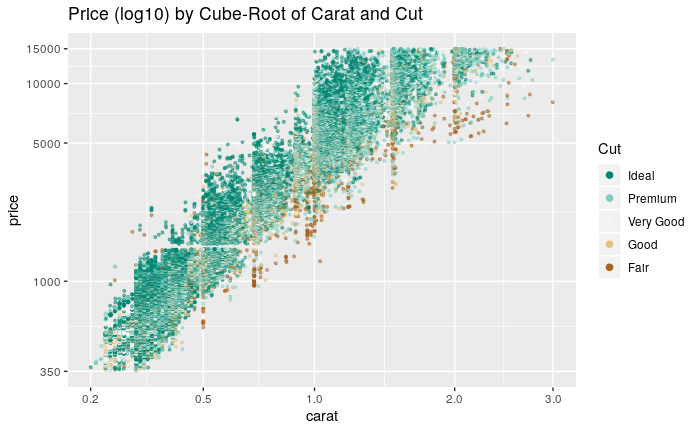 Price (log10) by Cube-Root of Carat and Cut
15000
10000
5000
1000
350
price
0.2
0.5
1.0
2.0
3.0
carat
Cut
Ideal
Premium
Very Good
Good
Fair